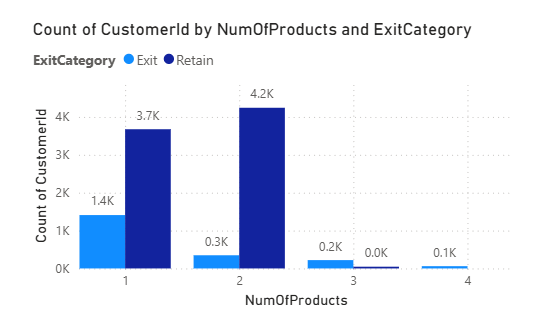 Count of CustomerId by NumOfProducts and ExitCategory
ExitCategory Exit Retain
Count of CustomerId
4K
3K
2K
1K
0K
1.4K
3.7K
0.3K
4.2K
0.2K
0.0K
0.1K
1 2 3 4
NumOfProducts